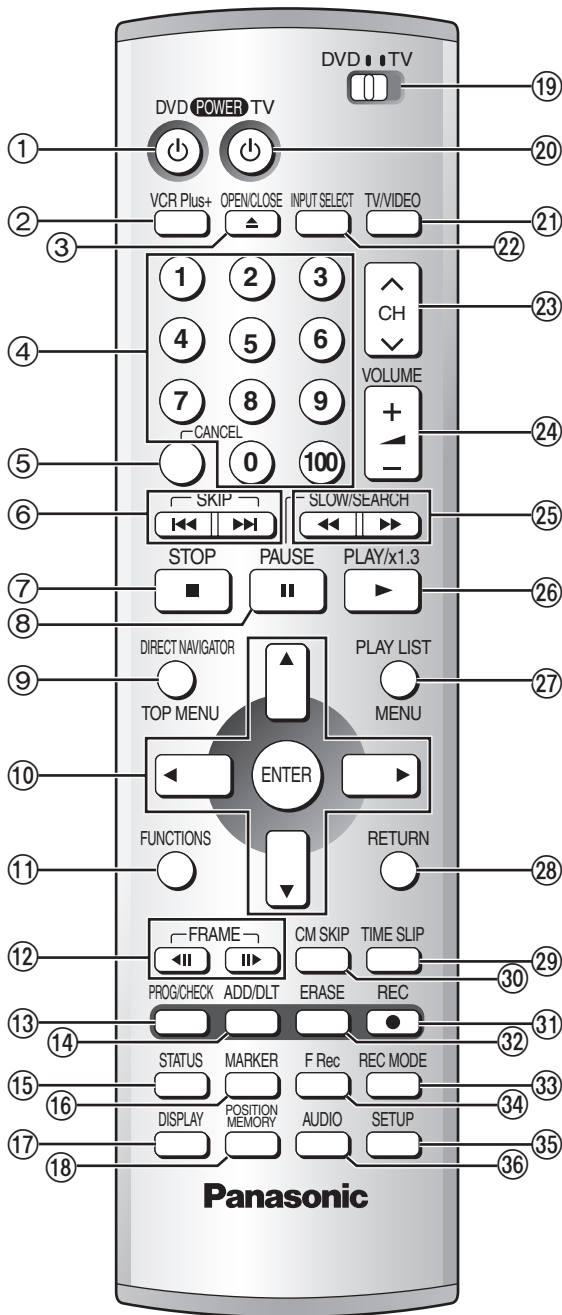 DVD TV
⑲
DVD POWER TV
① ⑳
VCR Plus+ OPEN/CLOSE INPUT SELECT TV/VIDEO
② ㉑
③ ㉒
1 2 3
CH
㉓
④
4 5 6
VOLUME
7 8 9
+
−
㉔
CANCEL
⑤
0 100
SKIP SLOW/SEARCH
⑥ ㉕
STOP PAUSE PLAY/x1.3
⑦ ㉖
⑧
DIRECT NAVIGATOR PLAY LIST
⑨ ㉗
TOP MENU MENU
⑩ ENTER
FUNCTIONS RETURN
⑪ ㉘
FRAME CM SKIP TIME SLIP
⑫ ㉙
㉚
PROG/CHECK ADD/DLT ERASE REC
⑬ ㉛
⑭ ㉜
STATUS MARKER F Rec REC MODE
⑮ ㉝
⑯ ㉞
DISPLAY POSITION MEMORY AUDIO SETUP
⑰ ㉟
⑱ ㊱
Panasonic